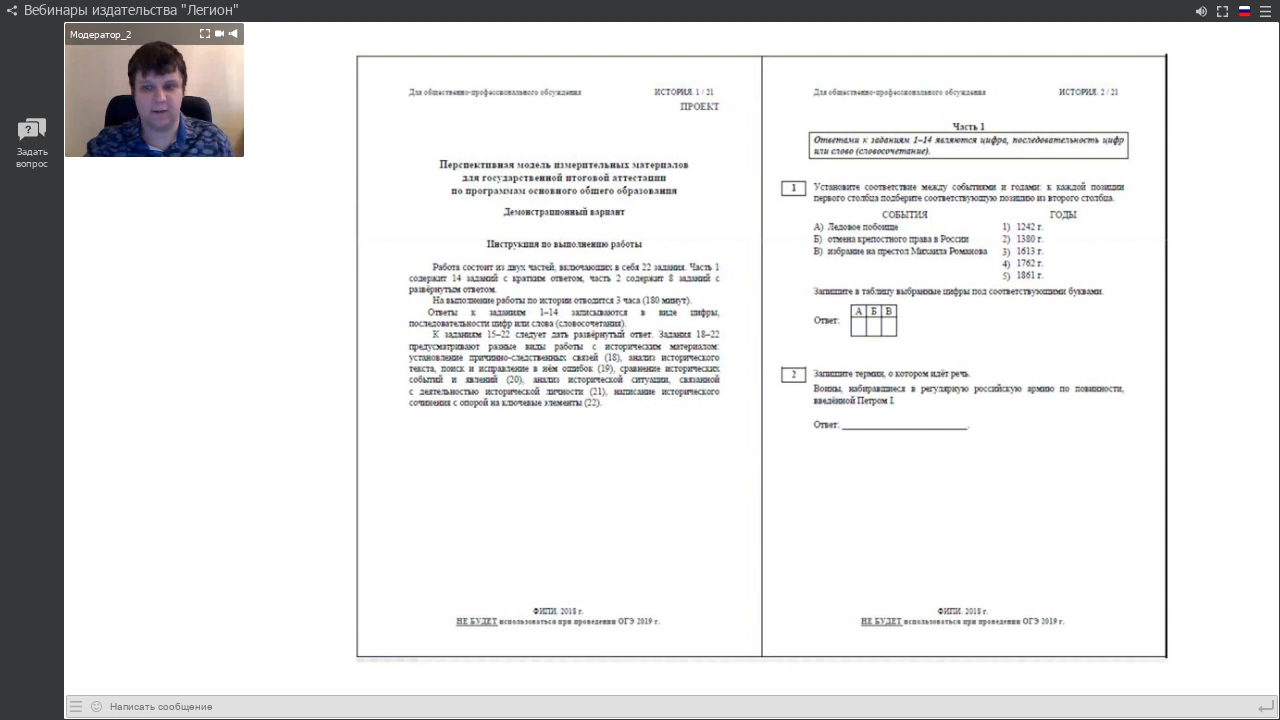 Вебинары издательства "Легион"
Модератор_2
Задать
вопрос
Для общественно-профессионального обсуждения ИСТОРИЯ. 1 / 21
ПРОЕКТ
Перспективная модель измерительных материалов
для государственной итоговой аттестации
по программам основного общего образования
Демонстрационный вариант
Инструкция по выполнению работы
Работа состоит из двух частей, включающих в себя 22 задания. Часть 1
содержит 14 заданий с кратким ответом, часть 2 содержит 8 заданий с
развёрнутым ответом.
На выполнение работы по истории отводится 3 часа (180 минут).
Ответы к заданиям 1–14 записываются в виде цифры,
последовательности цифр или слова (словосочетания).
К заданиям 15–22 следует дать развёрнутый ответ. Задания 18–22
предусматривают разные виды работы с историческим материалом:
установление причинно-следственных связей (18), анализ исторического
текста, поиск и исправление в нём ошибок (19), сравнение исторических
событий и явлений (20), анализ исторической ситуации, связанной
с деятельностью исторической личности (21), написание исторического
сочинения с опорой на ключевые элементы (22).
ФИПИ. 2018 г.
НЕ БУДЕТ использоваться при проведении ОГЭ 2019 г.
Для общественно-профессионального обсуждения ИСТОРИЯ. 2 / 21
Часть 1
Ответами к заданиям 1–14 являются цифра, последовательность цифр
или слово (словосочетание).
1 Установите соответствие между событиями и годами: к каждой позиции
первого столбца подберите соответствующую позицию из второго столбца.
СОБЫТИЯ ГОДЫ
А) Ледовое побоище 1) 1242 г.
Б) отмена крепостного права в России 2) 1380 г.
В) избрание на престол Михаила Романова 3) 1613 г.
4) 1762 г.
5) 1861 г.
Запишите в таблицу выбранные цифры под соответствующими буквами.
А Б В
Ответ:
2 Запишите термин, о котором идёт речь.
Воины, набиравшиеся в регулярную российскую армию по повинности,
введённой Петром I.
Ответ: ___________________________.
ФИПИ. 2018 г.
НЕ БУДЕТ использоваться при проведении ОГЭ 2019 г.
Написать сообщение